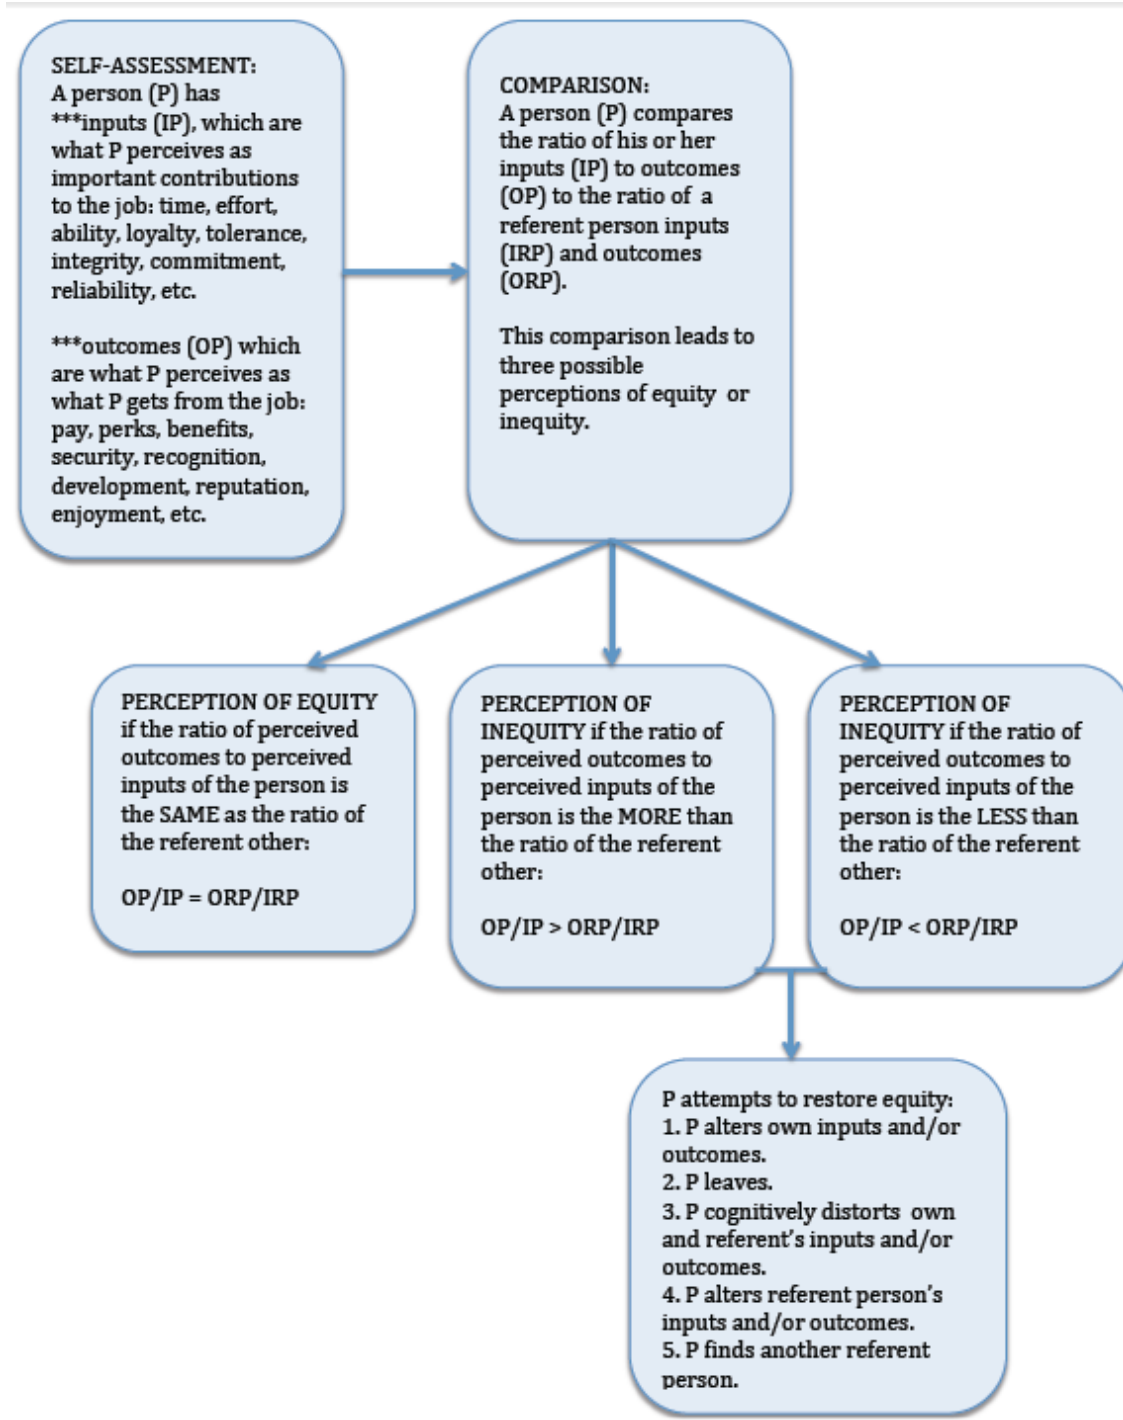 SELF-ASSESSMENT:
A person (P) has
***inputs (IP), which are
what P perceives as
important contributions
to the job: time, effort,
ability, loyalty, tolerance,
integrity, commitment,
reliability, etc.
***outcomes (OP) which
are what P perceives as
what P gets from the job:
pay, perks, benefits,
security, recognition,
development, reputation,
enjoyment, etc.
COMPARISON:
A person (P) compares
the ratio of his or her
inputs (IP) to outcomes
(OP) to the ratio of a
referent person inputs
(IRP) and outcomes
(ORP).
This comparison leads to
three possible
perceptions of equity or
inequity.
PERCEPTION OF EQUITY
if the ratio of perceived
outcomes to perceived
inputs of the person is
the SAME as the ratio of
the referent other:
OP/IP = ORP/IRP
PERCEPTION OF
INEQUITY if the ratio of
perceived outcomes to
perceived inputs of the
person is the MORE than
the ratio of the referent
other:
OP/IP > ORP/IRP
PERCEPTION OF
INEQUITY if the ratio of
perceived outcomes to
perceived inputs of the
person is the LESS than
the ratio of the referent
other:
OP/IP < ORP/IRP
P attempts to restore equity:
1. P alters own inputs and/or
outcomes.
2. P leaves.
3. P cognitively distorts own
and referent's inputs and/or
outcomes.
4. P alters referent person's
inputs and/or outcomes.
5. P finds another referent
person.